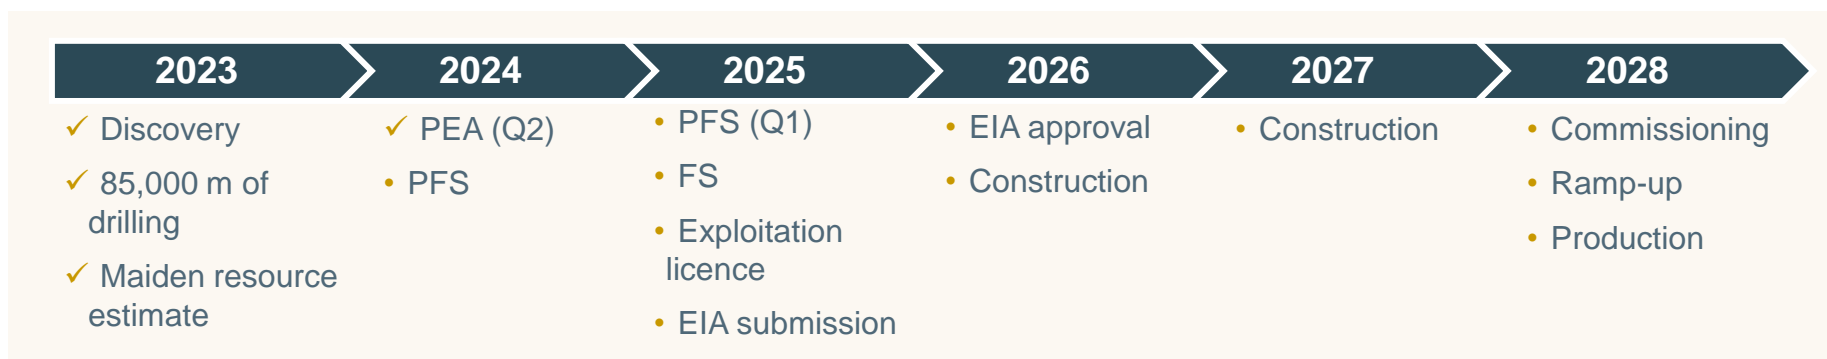 2023
✓ Discovery
✓ 85,000 m of
drilling
✓ Maiden resource
estimate
2024
✓ PEA (Q2)
• PFS
2025
• PFS (Q1)
• FS
• Exploitation
licence
• EIA submission
2026
• EIA approval
• Construction
2027
• Construction
2028
• Commissioning
• Ramp-up
• Production